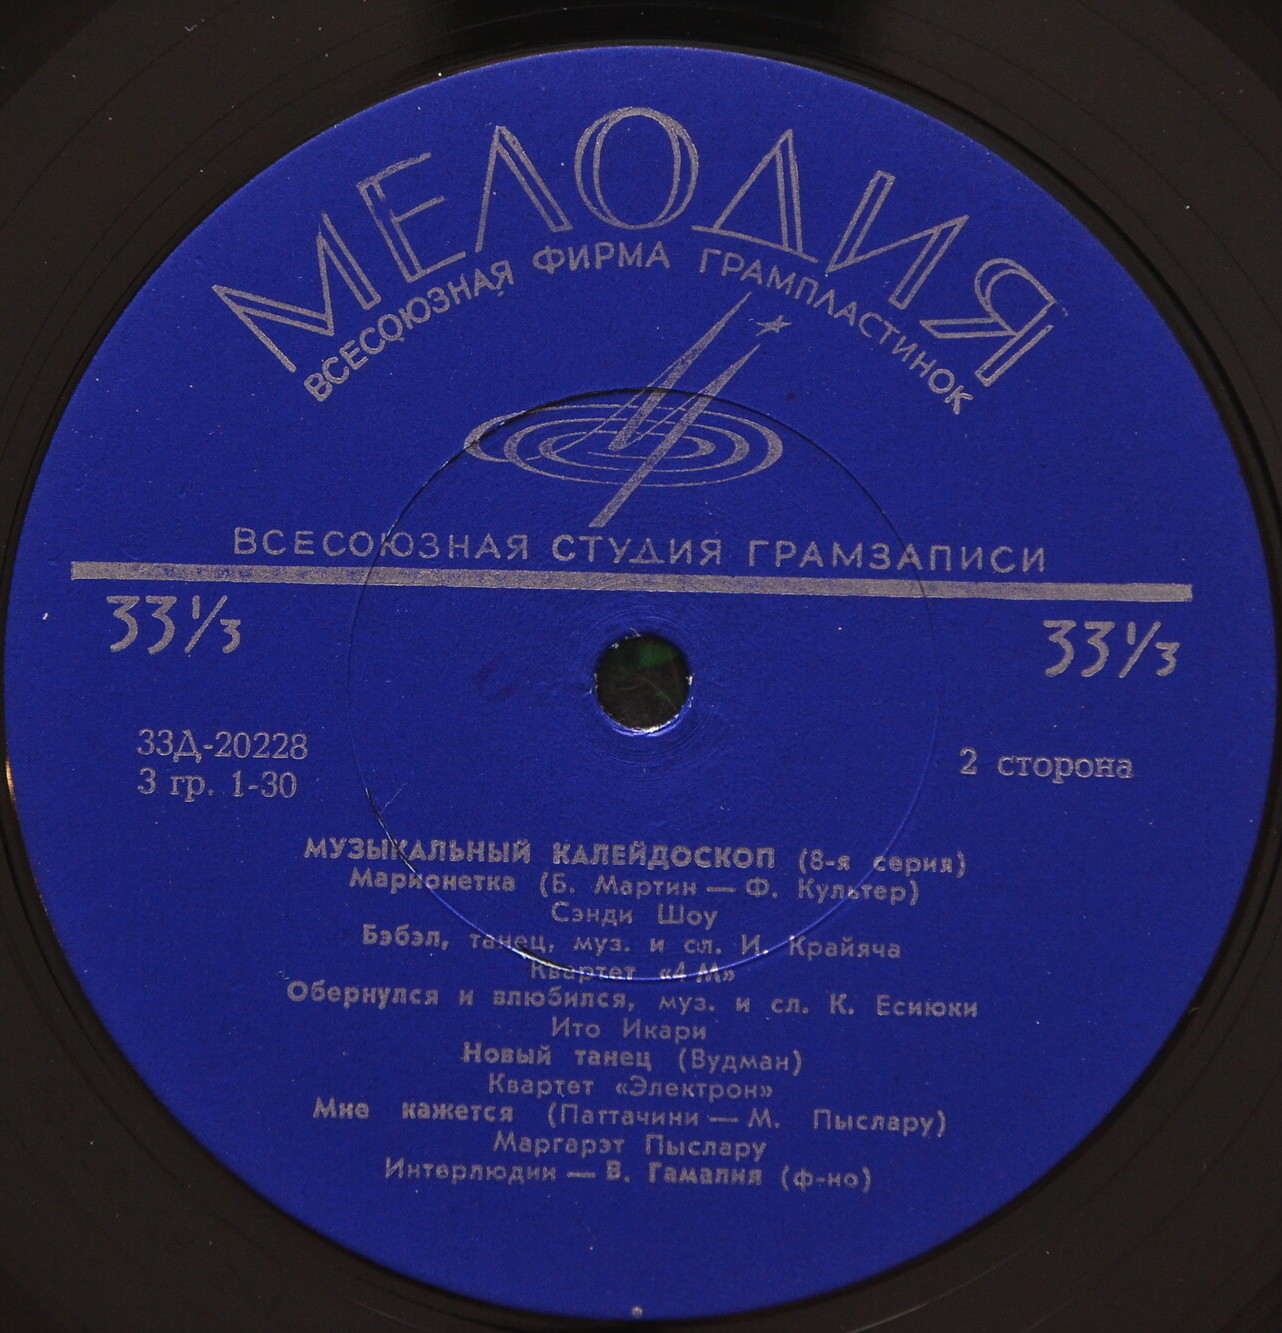 МЕЛОДИЯ
ВСЕСОЮЗНАЯ ФИРМА ГРАМПЛАСТИНОК
ВСЕСОЮЗНАЯ СТУДИЯ ГРАМЗАПИСИ
33⅓ 33⅓
33Д-20228
3 гр. 1-30
2 сторона
МУЗЫКАЛЬНЫЙ КАЛЕЙДОСКОП (8-я серия)
Марионетка (Б. Мартин — Ф. Культер)
Сэнди Шоу
Бэбэл, танец, муз. и сл. И. Крайяча
Квартет «4 М»
Обернулся и влюбился, муз. и сл. К. Есиюки
Ито Икари
Новый танец (Вудман)
Квартет «Электрон»
Мне кажется (Паттачини — М. Пыслару)
Маргарэт Пыслару
Интерлюдии — В. Гамалия (ф-но)